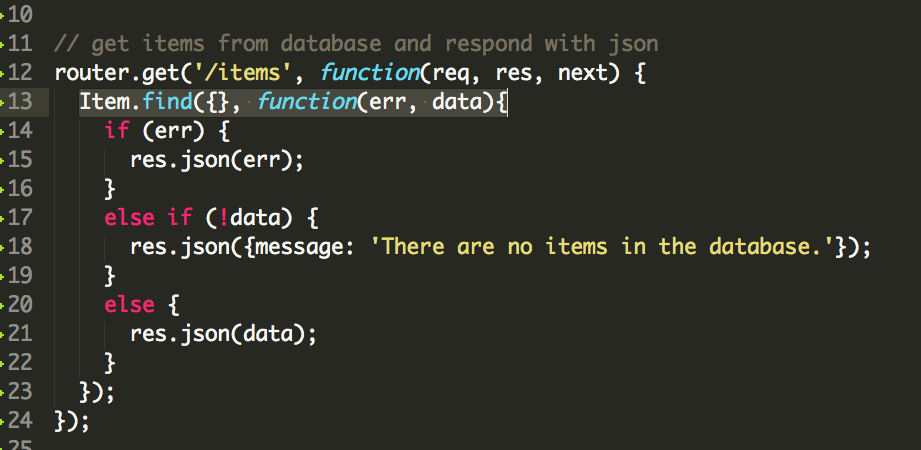 10
11 // get items from database and respond with json
12 router.get('/items', function(req, res, next) {
13 Item.find({}, function(err, data){
14 if (err) {
15 res.json(err);
16 }
17 else if (!data) {
18 res.json({message: 'There are no items in the database.'});
19 }
20 else {
21 res.json(data);
22 }
23 });
24 });
25